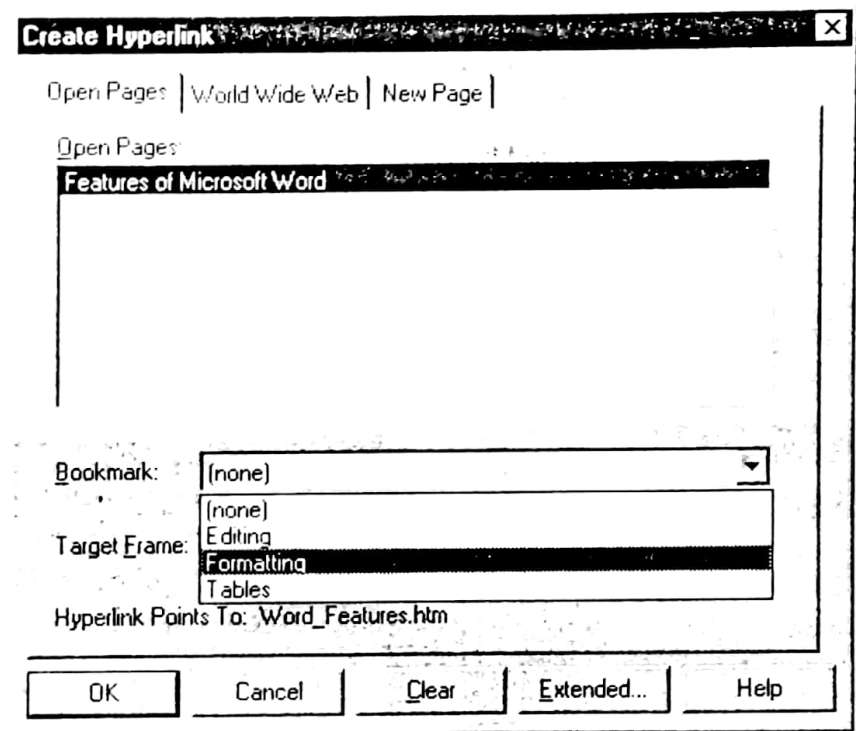 Create Hyperlink
Open Pages World Wide Web New Page
Open Pages:
Features of Microsoft Word
Bookmark: (none)
(none)
Editing
Target Frame:
Formatting
Tables
Hyperlink Points To: Word_Features.htm
OK Cancel Clear Extended... Help